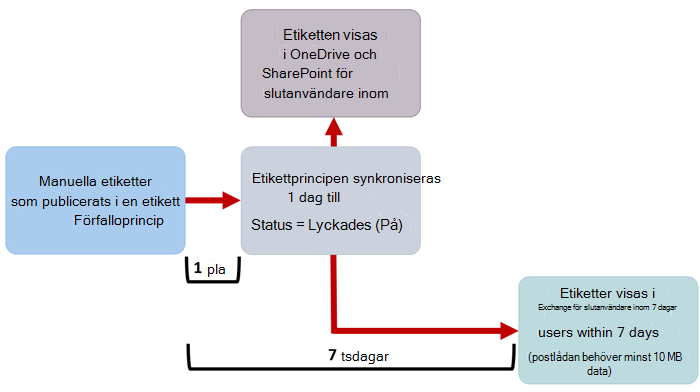 Etiketten visas
i OneDrive och
SharePoint för
slutanvändare inom
Manuella etiketter
som publicerats i en etikett
Förfalloprincip
Etikettprincipen synkroniseras
1 dag till
Status = Lyckades (På)
1 pla
Etiketter visas i
Exchange för slutanvändare inom 7 dagar
users within 7 days
(postlådan behöver minst 10 MB
data)
7 tsdagar